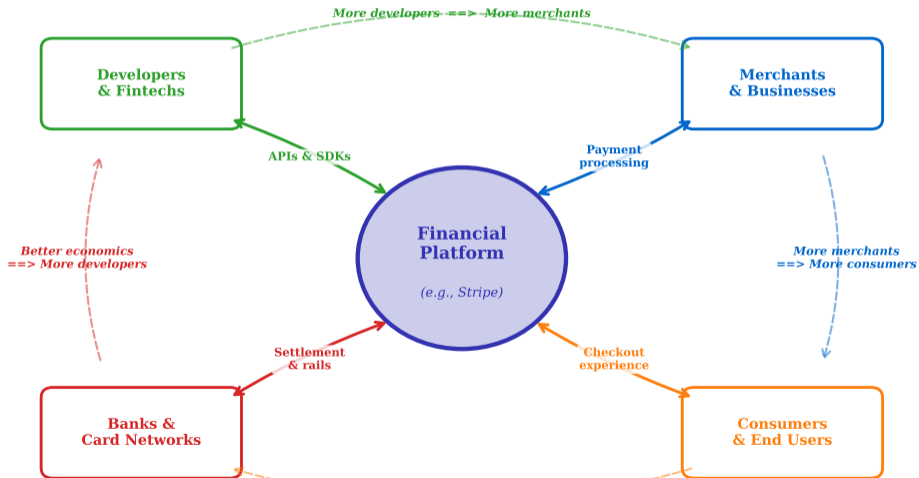 More developers ==> More merchants
Developers
& Fintechs
Merchants
& Businesses
APIs & SDKs
Payment
processing
Financial
Platform
(e.g., Stripe)
Better economics
==> More developers
More merchants
==> More consumers
Settlement
& rails
Checkout
experience
Banks &
Card Networks
Consumers
& End Users